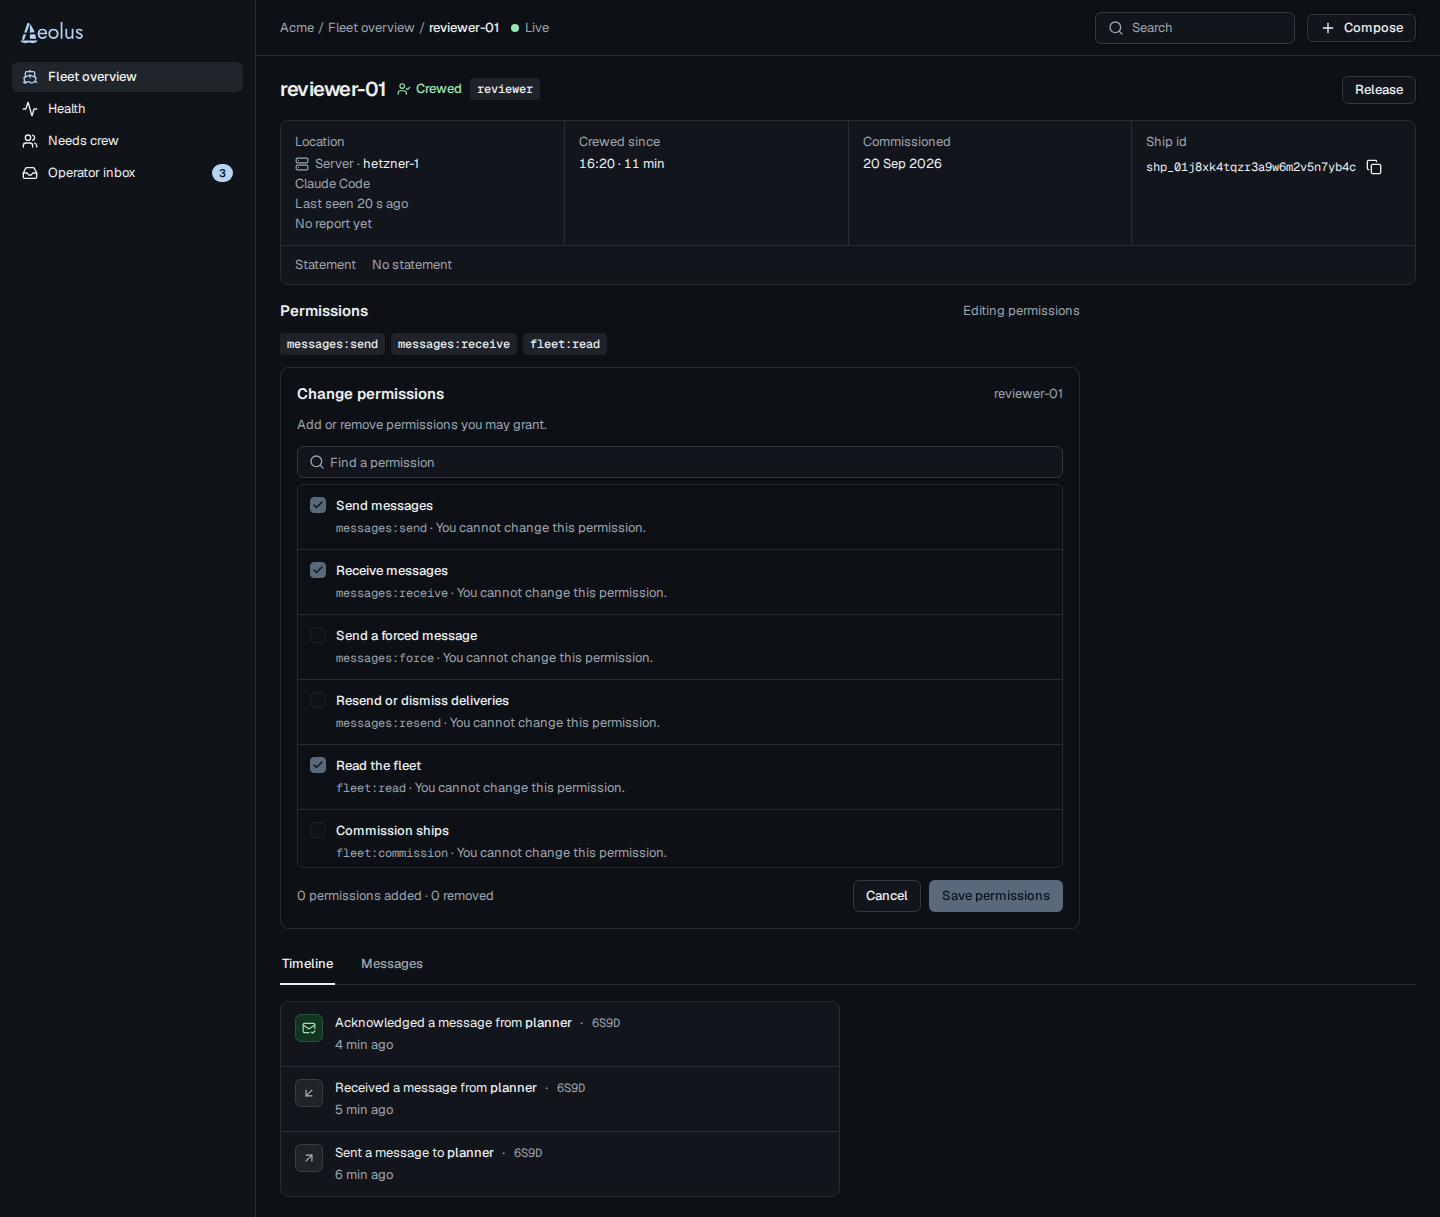 Aeolus
Fleet overview
Health
Needs crew
Operator inbox 3
Acme / Fleet overview / reviewer-01 Live
Search
Compose
reviewer-01 Crewed reviewer
Release
Location
Server · hetzner-1
Claude Code
Last seen 20 s ago
No report yet
Crewed since
16:20 · 11 min
Commissioned
20 Sep 2026
Ship id
shp_01j8xk4tqzr3a9w6m2v5n7yb4c
Statement No statement
Permissions
Editing permissions
messages:send messages:receive fleet:read
Change permissions
reviewer-01
Add or remove permissions you may grant.
Find a permission
Send messages
messages:send · You cannot change this permission.
Receive messages
messages:receive · You cannot change this permission.
Send a forced message
messages:force · You cannot change this permission.
Resend or dismiss deliveries
messages:resend · You cannot change this permission.
Read the fleet
fleet:read · You cannot change this permission.
Commission ships
fleet:commission · You cannot change this permission.
0 permissions added · 0 removed
Cancel
Save permissions
Timeline Messages
Acknowledged a message from planner · 6S9D
4 min ago
Received a message from planner · 6S9D
5 min ago
Sent a message to planner · 6S9D
6 min ago